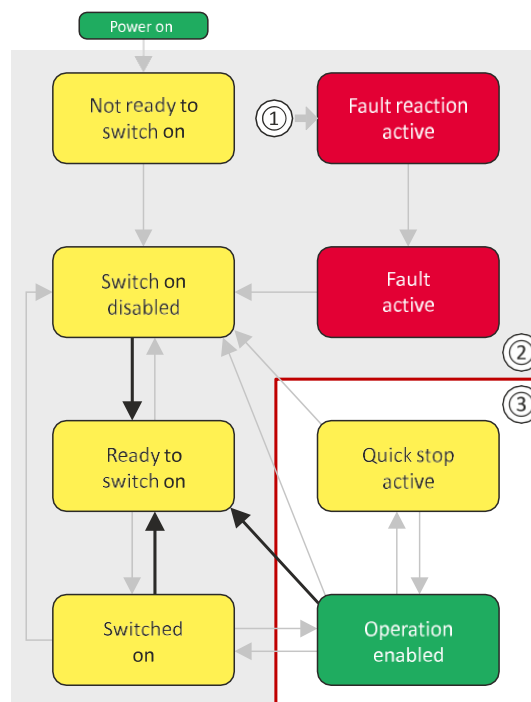 Power on
Not ready to
switch on
①
Fault reaction
active
Switch on
disabled
Fault
active
②
③
Ready to
switch on
Quick stop
active
Switched
on
Operation
enabled